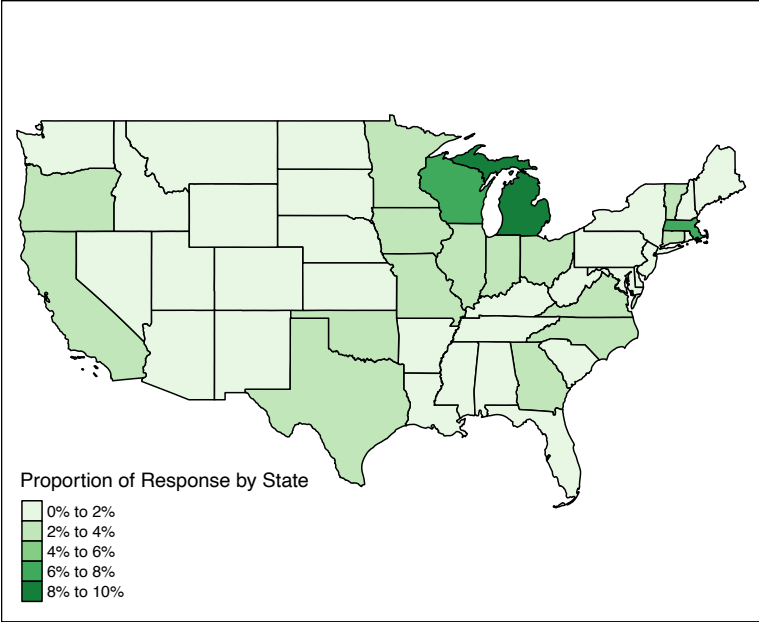 Proportion of Response by State
0% to 2%
2% to 4%
4% to 6%
6% to 8%
8% to 10%